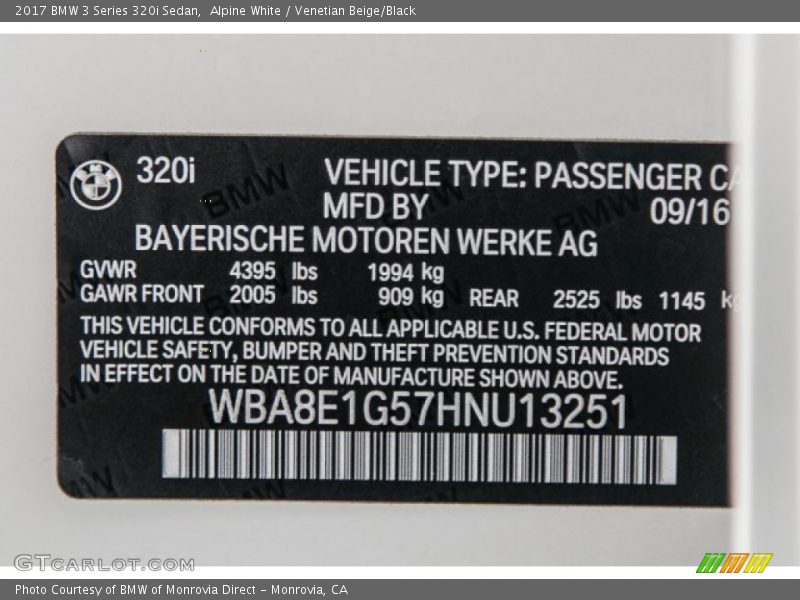 2017 BMW 3 Series 320i Sedan, Alpine White / Venetian Beige/Black
320i VEHICLE TYPE: PASSENGER CA
MFD BY 09/16
BAYERISCHE MOTOREN WERKE AG
GVWR 4395 lbs 1994 kg
GAWR FRONT 2005 lbs 909 kg REAR 2525 lbs 1145 kg
THIS VEHICLE CONFORMS TO ALL APPLICABLE U.S. FEDERAL MOTOR
VEHICLE SAFETY, BUMPER AND THEFT PREVENTION STANDARDS
IN EFFECT ON THE DATE OF MANUFACTURE SHOWN ABOVE.
WBA8E1G57HNU13251
GTCARLOT.COM
Photo Courtesy of BMW of Monrovia Direct - Monrovia, CA